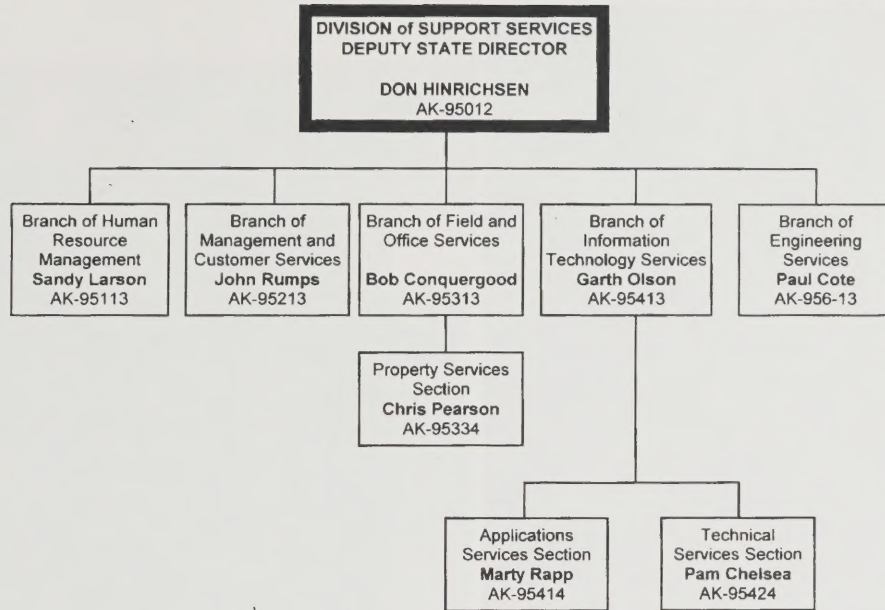 DIVISION of SUPPORT SERVICES
DEPUTY STATE DIRECTOR
DON HINRICHSEN
AK-95012
Branch of Human
Resource
Management
Sandy Larson
AK-95113
Branch of
Management and
Customer Services
John Rumps
AK-95213
Branch of Field and
Office Services
Bob Conquergood
AK-95313
Branch of
Information
Technology Services
Garth Olson
AK-95413
Branch of
Engineering
Services
Paul Cote
AK-956-13
Property Services
Section
Chris Pearson
AK-95334
Applications
Services Section
Marty Rapp
AK-95414
Technical
Services Section
Pam Chelsea
AK-95424